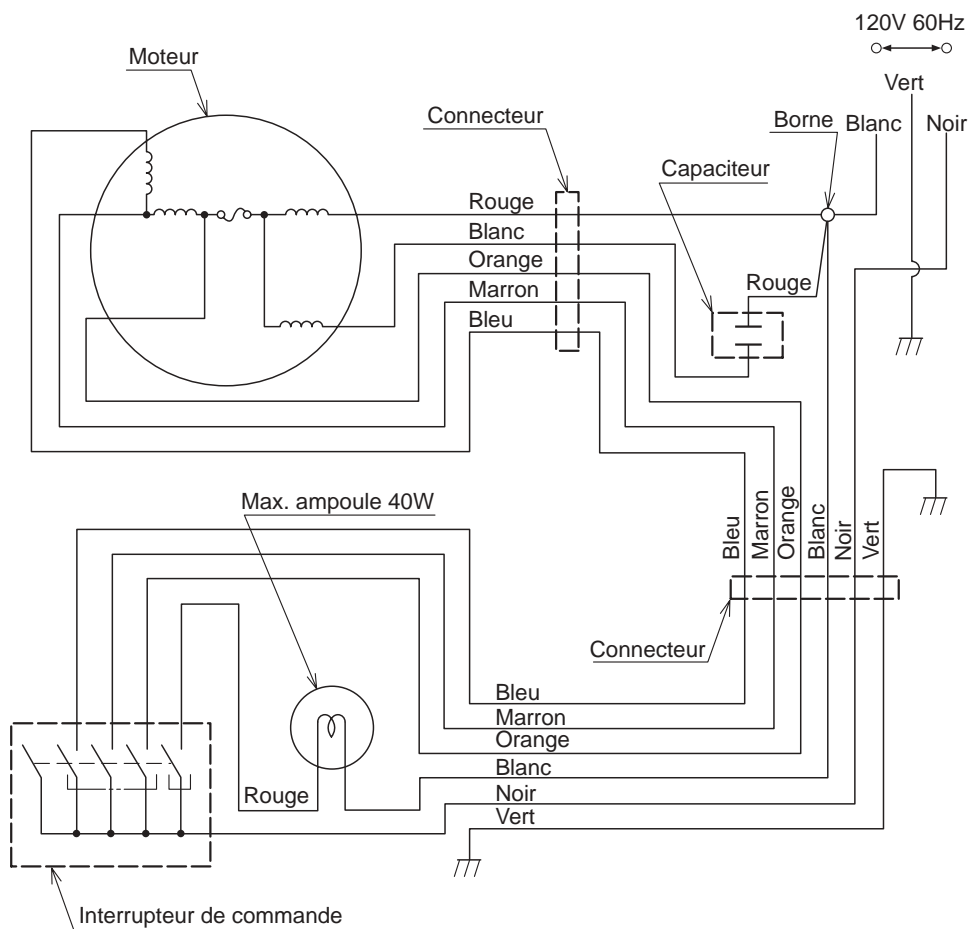 120V 60Hz
Moteur
Vert
Connecteur
Borne
Blanc
Noir
Capaciteur
Rouge
Blanc
Orange
Rouge
Marron
Bleu
Max. ampoule 40W
Bleu
Marron
Orange
Blanc
Noir
Vert
Connecteur
Bleu
Marron
Orange
Blanc
Rouge
Noir
Vert
Interrupteur de commande